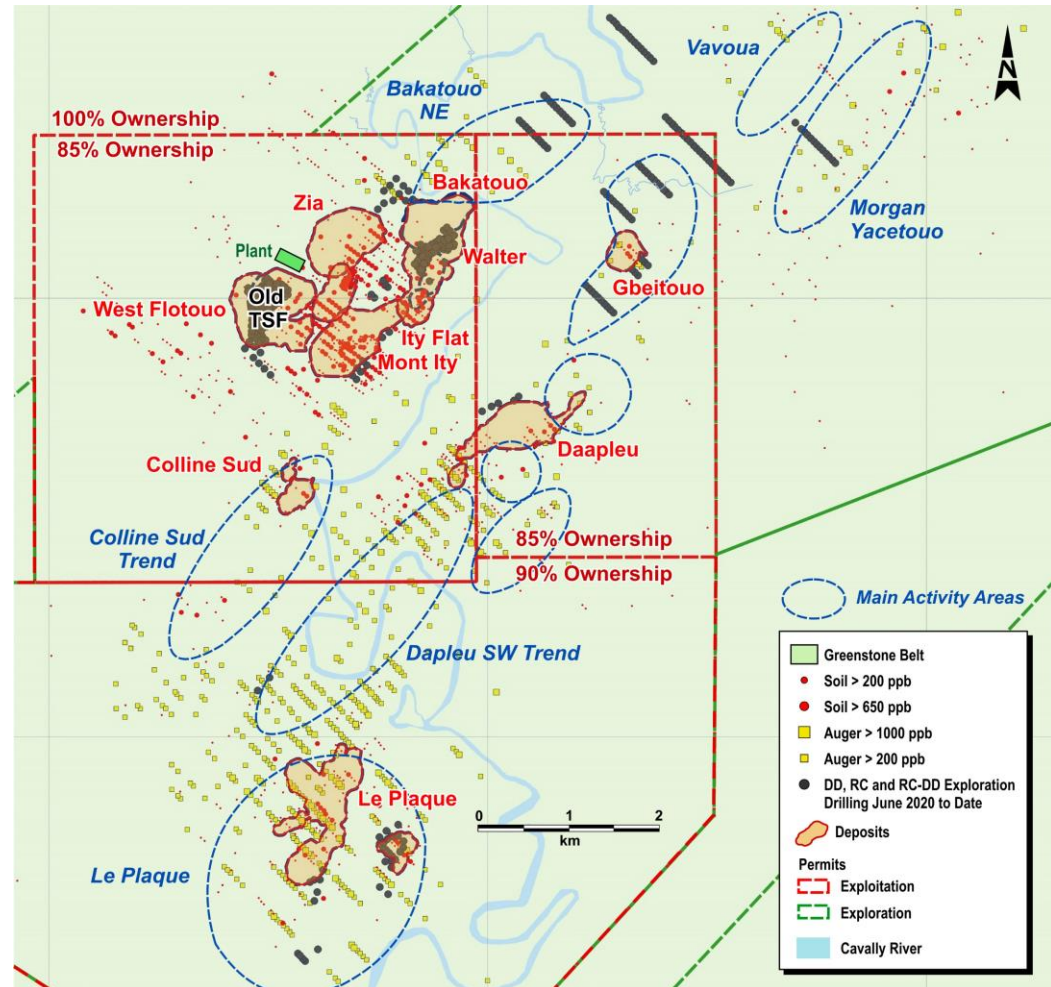 Vavoua
N
Bakatouo
NE
100% Ownership
85% Ownership
Bakatouo
Zia
Morgan
Yacetouo
Plant
Walter
Gbeitouo
Old
TSF
West Flotouo
Ity Flat
Mont Ity
Daapleu
Colline Sud
Colline Sud
Trend
85% Ownership
90% Ownership
Main Activity Areas
Dapleu SW Trend
Greenstone Belt
Soil > 200 ppb
Soil > 650 ppb
Auger > 1000 ppb
Auger > 200 ppb
DD, RC and RC-DD Exploration
Drilling June 2020 to Date
Deposits
Permits
Exploitation
Exploration
Cavally River
Le Plaque
0 1 2
km
Le Plaque